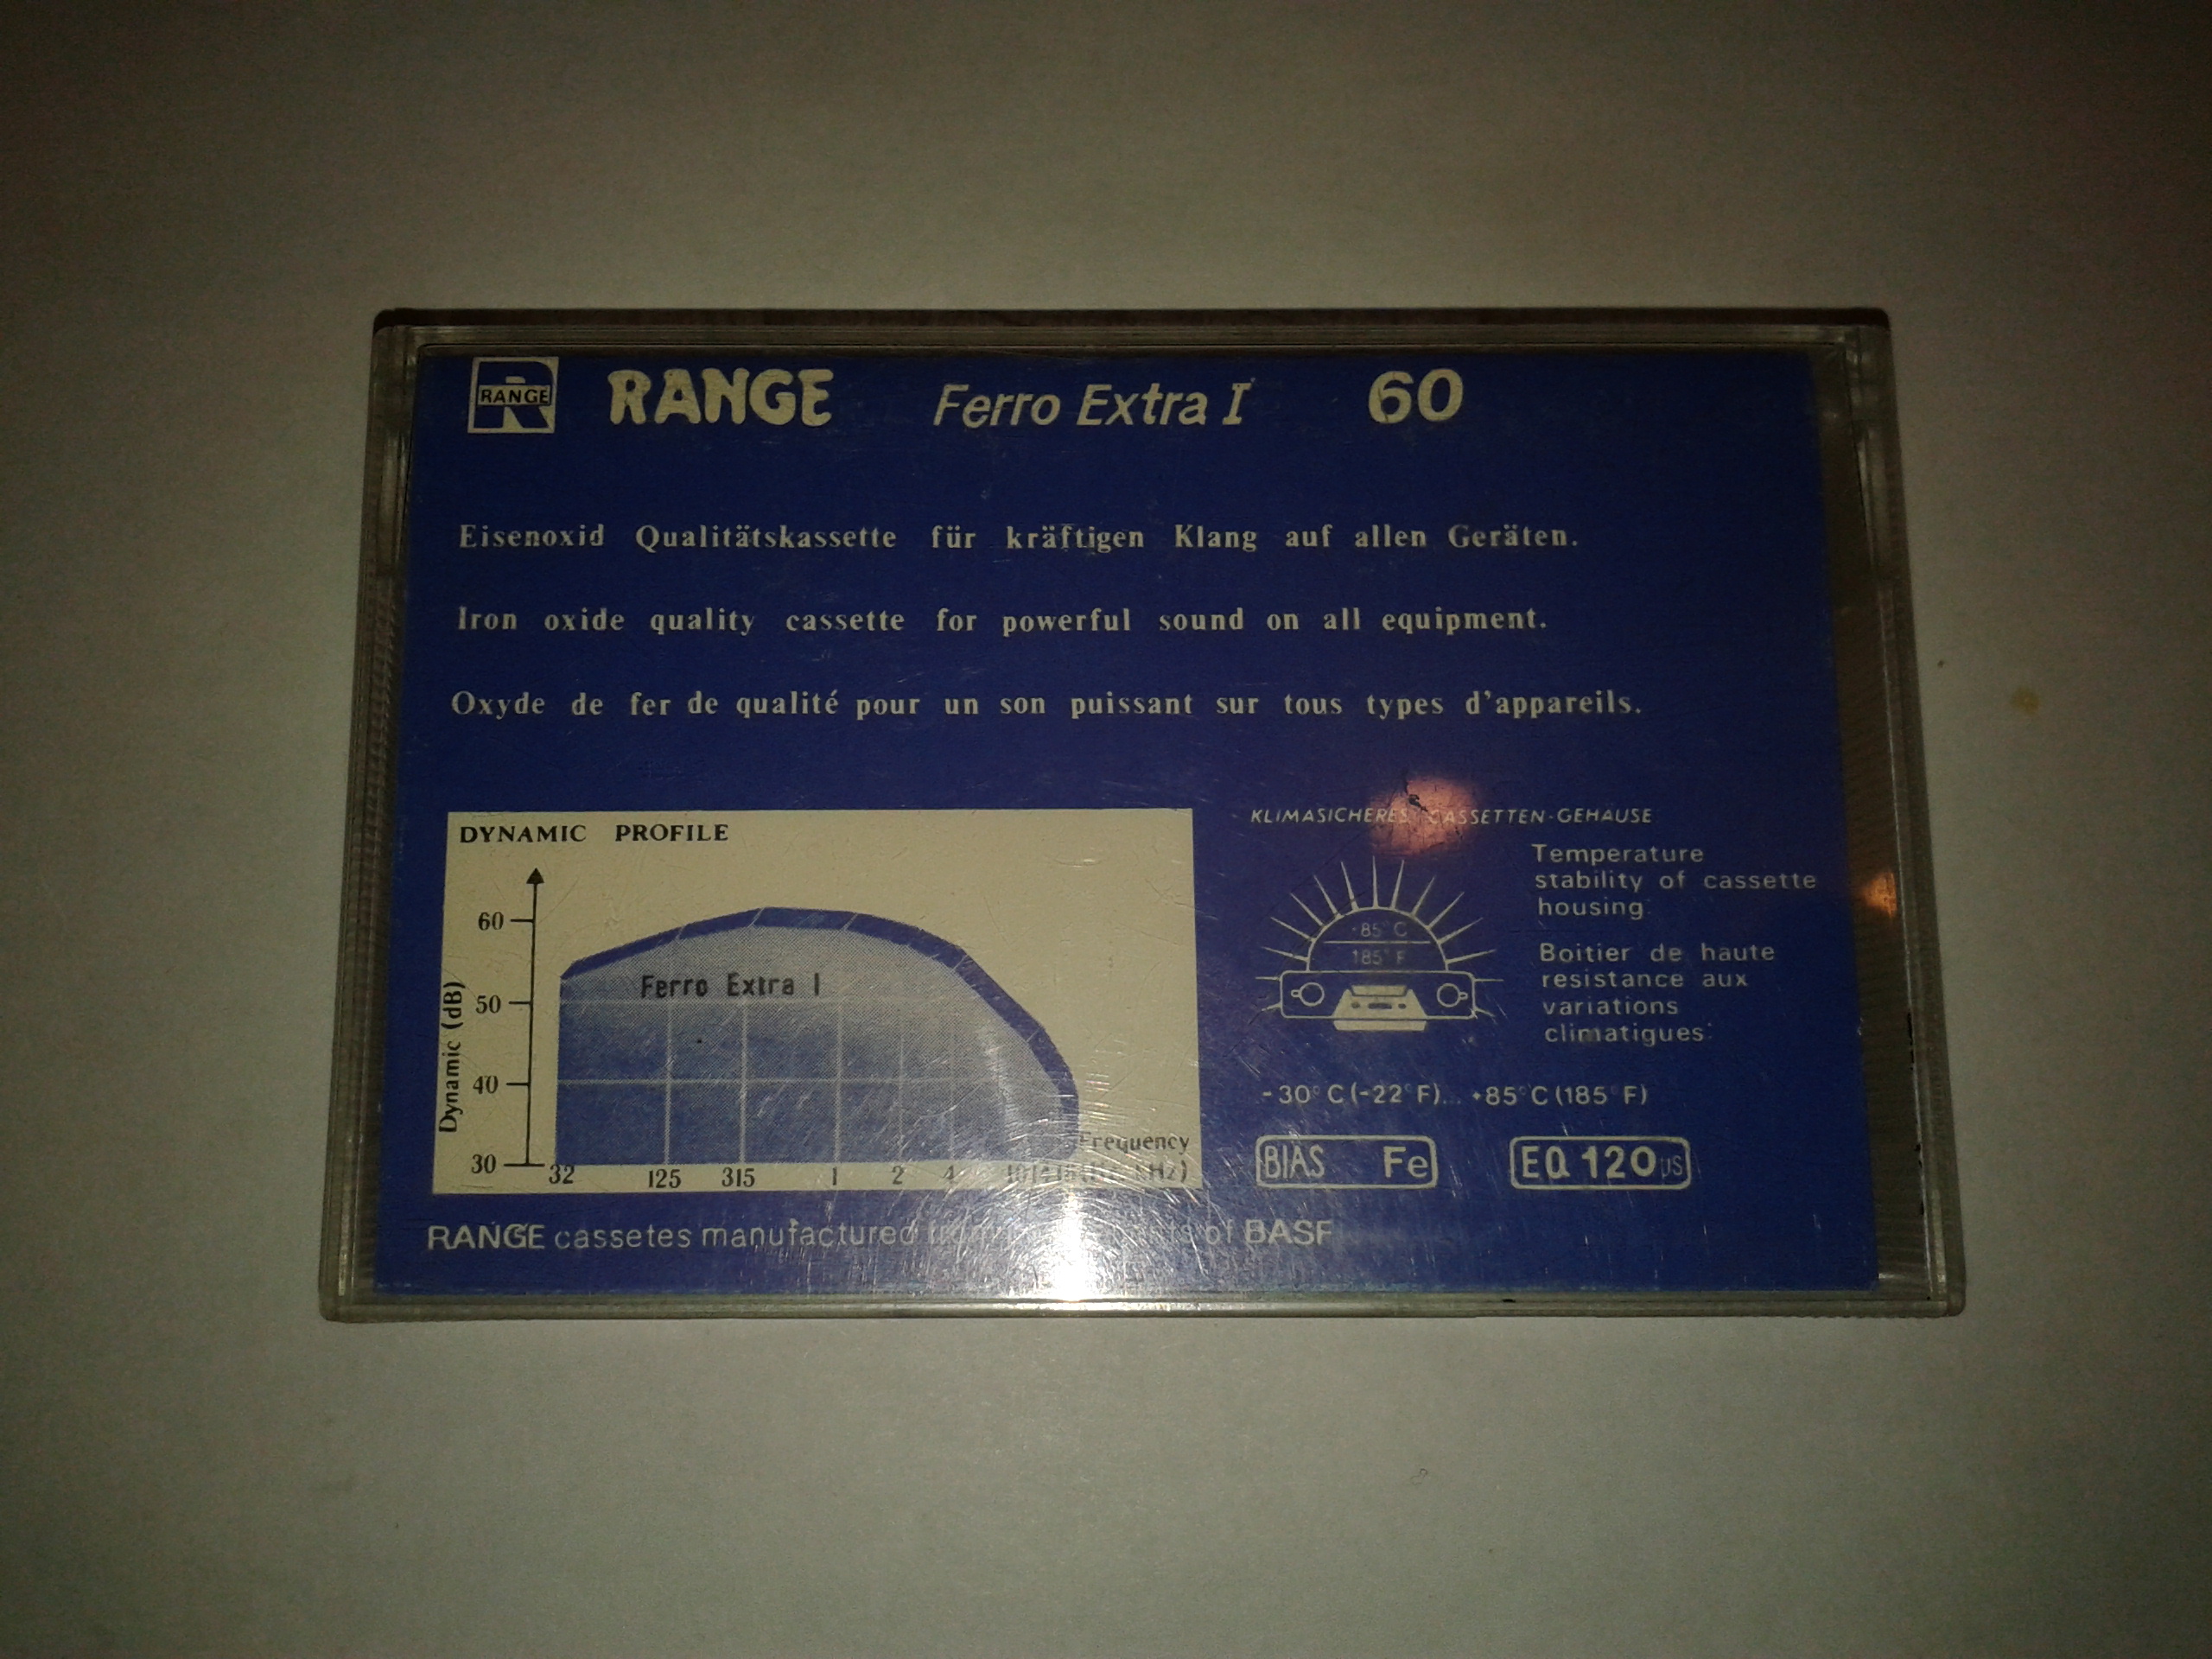 RANGE RANGE Ferro Extra I 60
Eisenoxid Qualitätskassette für kräftigen Klang auf allen Geräten.
Iron oxide quality cassette for powerful sound on all equipment.
Oxyde de fer de qualité pour un son puissant sur tous types d'appareils.
DYNAMIC PROFILE
60
50
40
30
Dynamic (dB)
Ferro Extra I
Frequency
32 125 315 1 2 4 kHz)
KLIMASICHERES CASSETTEN-GEHAUSE
Temperature
stability of cassette
housing
Boitier de haute
resistance aux
variations
climatigues
+85° C
185° F
-30° C (-22° F)... +85° C (185° F)
BIAS Fe
EQ 120 µs
RANGE cassetes manufactured of BASF